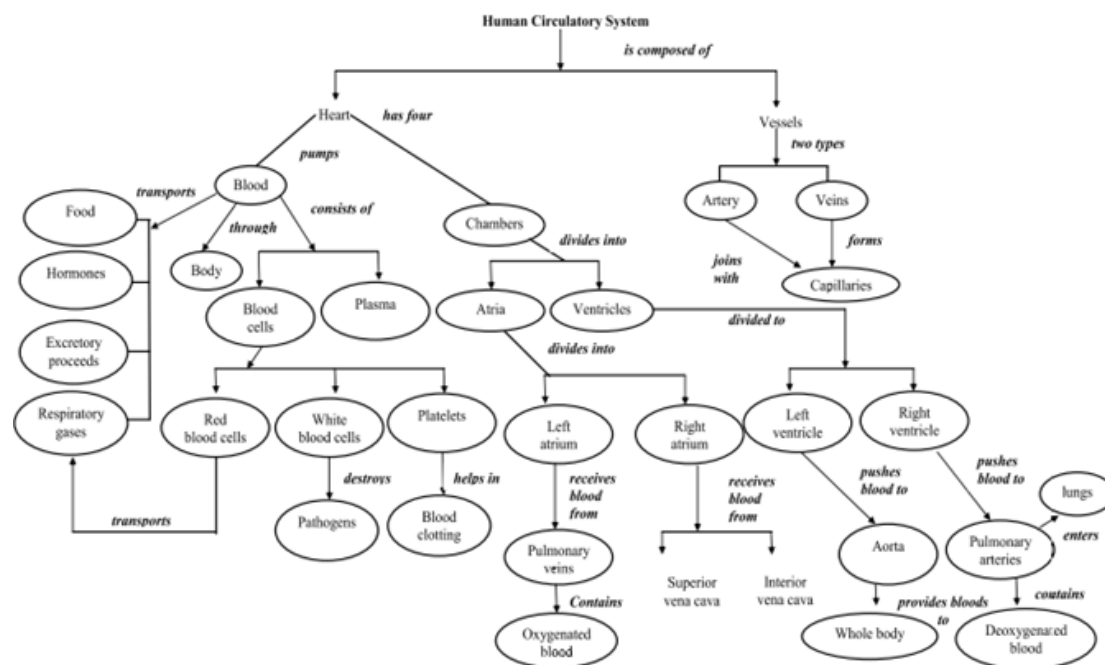 Human Circulatory System
is composed of
Heart
has four
Vessels
two types
pumps
transports
Blood
Artery
Veins
Food
consists of
Chambers
through
divides into
forms
joins
with
Hormones
Body
Capillaries
Blood
cells
Plasma
Atria
Ventricles
divided to
Excretory
proceeds
divides into
Respiratory
gases
Red
blood cells
White
blood cells
Platelets
Left
atrium
Right
atrium
Left
ventricle
Right
ventricle
destroys
helps in
receives
blood
from
receives
blood
from
pushes
blood to
pushes
blood to
lungs
transports
Pathogens
Blood
clotting
Pulmonary
veins
Aorta
Pulmonary
arteries
enters
Superior
vena cava
Interior
vena cava
Contains
provides bloods
to
contains
Oxygenated
blood
Whole body
Deoxygenated
blood